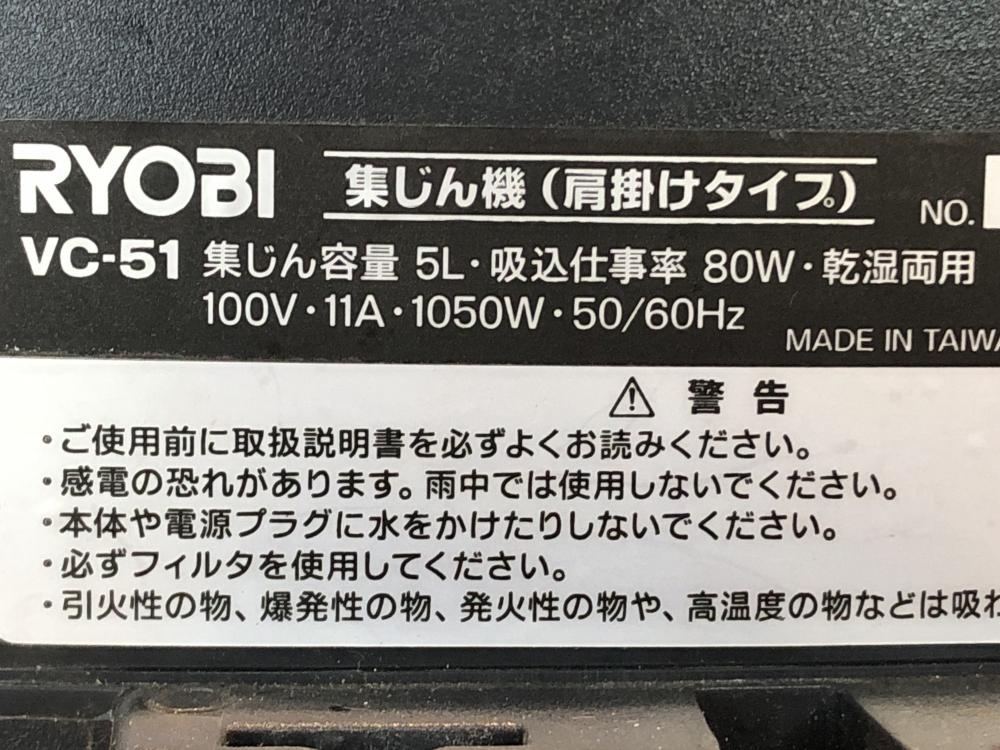 RYOBI 集じん機（肩掛けタイプ） NO.
VC-51 集じん容量 5L・吸込仕事率 80W・乾湿両用
100V・11A・1050W・50/60Hz
MADE IN TAIWA
警告
・ご使用前に取扱説明書を必ずよくお読みください。
・感電の恐れがあります。雨中では使用しないでください。
・本体や電源プラグに水をかけたりしないでください。
・必ずフィルタを使用してください。
・引火性の物、爆発性の物、発火性の物や、高温度の物などは吸わ